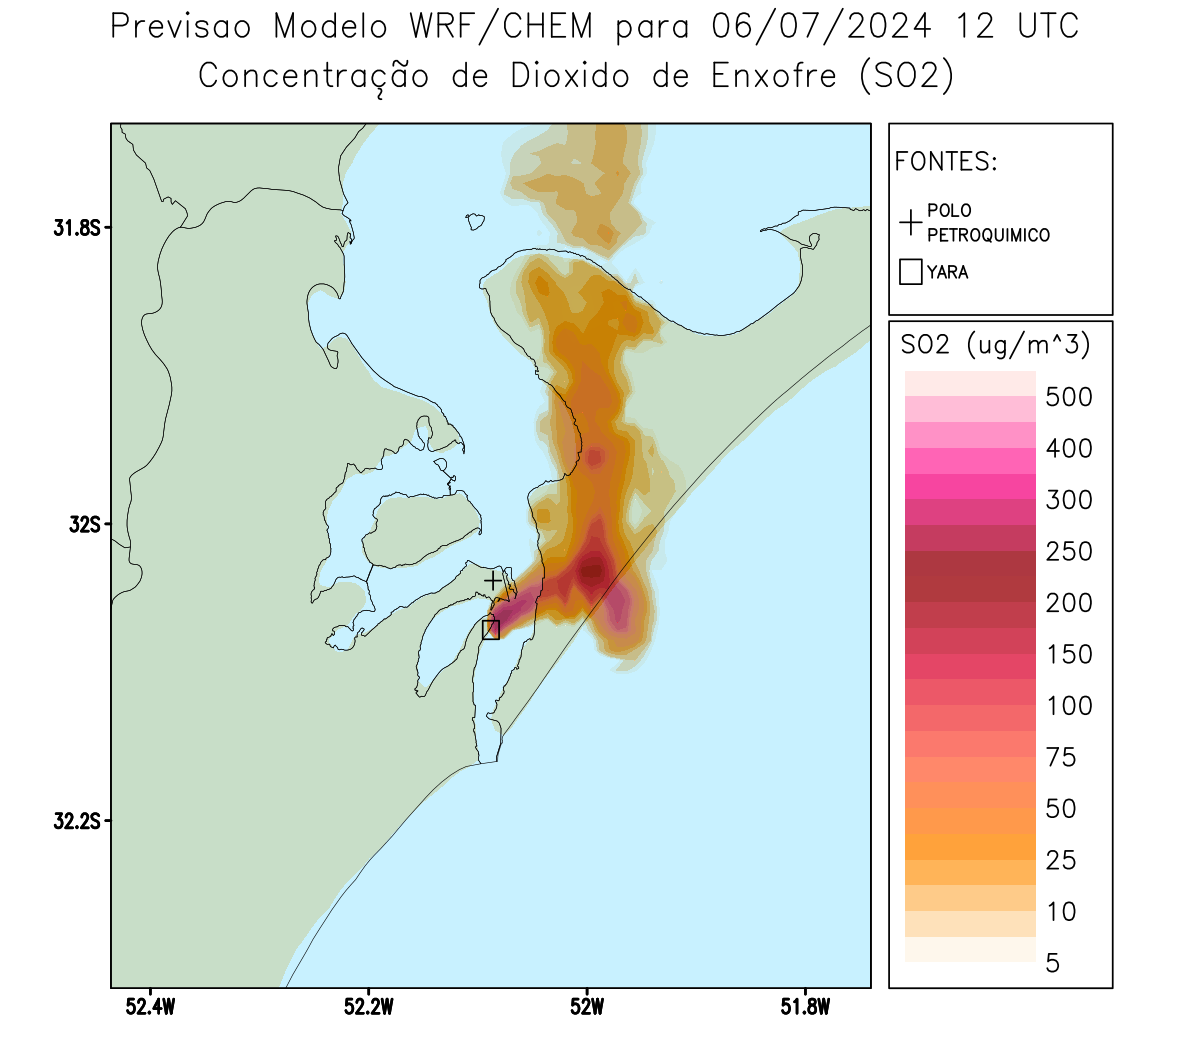 Previsao Modelo WRF/CHEM para 06/07/2024 12 UTC
Concentração de Dioxido de Enxofre (SO2)
FONTES:
POLO
PETROQUIMICO
YARA
SO2 (ug/m^3)
500
400
300
250
200
150
100
75
50
25
10
5
31.8S
32S
32.2S
52.4W
52.2W
52W
51.8W